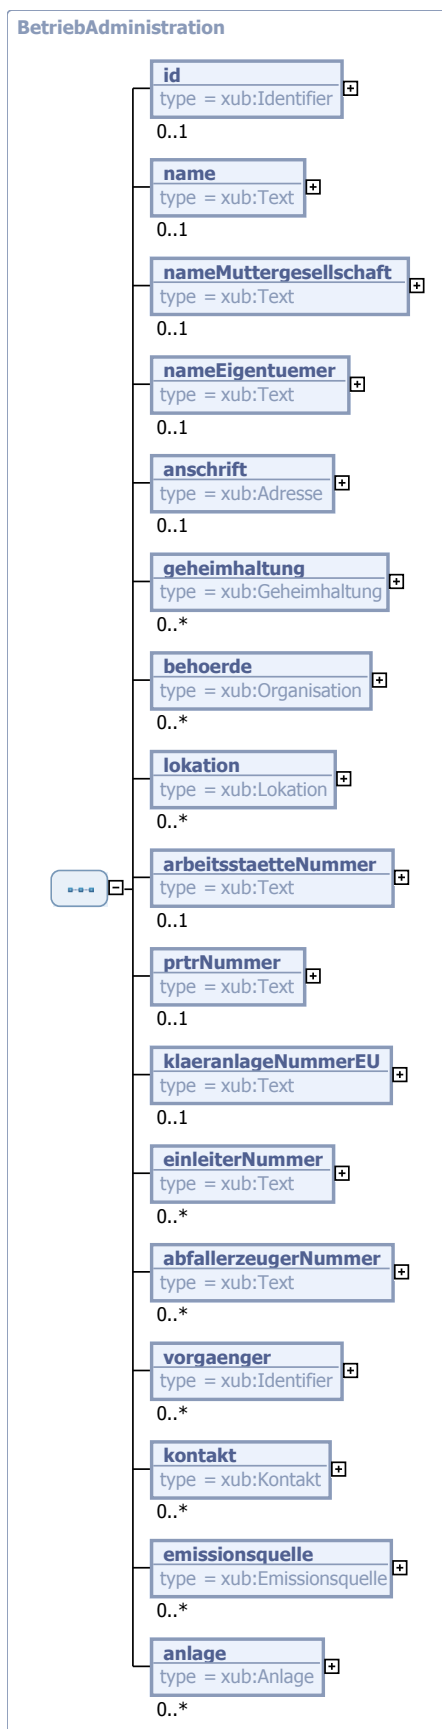 BetriebAdministration
id
type = xub:Identifier
0..1
name
type = xub:Text
0..1
nameMuttergesellschaft
type = xub:Text
0..1
nameEigentuemer
type = xub:Text
0..1
anschrift
type = xub:Adresse
0..1
geheimhaltung
type = xub:Geheimhaltung
0..*
behoerde
type = xub:Organisation
0..*
lokation
type = xub:Lokation
0..*
arbeitsstaetteNummer
type = xub:Text
0..1
prtrNummer
type = xub:Text
0..1
klaeranlageNummerEU
type = xub:Text
0..1
einleiterNummer
type = xub:Text
0..*
abfallerzeugerNummer
type = xub:Text
0..*
vorgaenger
type = xub:Identifier
0..*
kontakt
type = xub:Kontakt
0..*
emissionsquelle
type = xub:Emissionsquelle
0..*
anlage
type = xub:Anlage
0..*